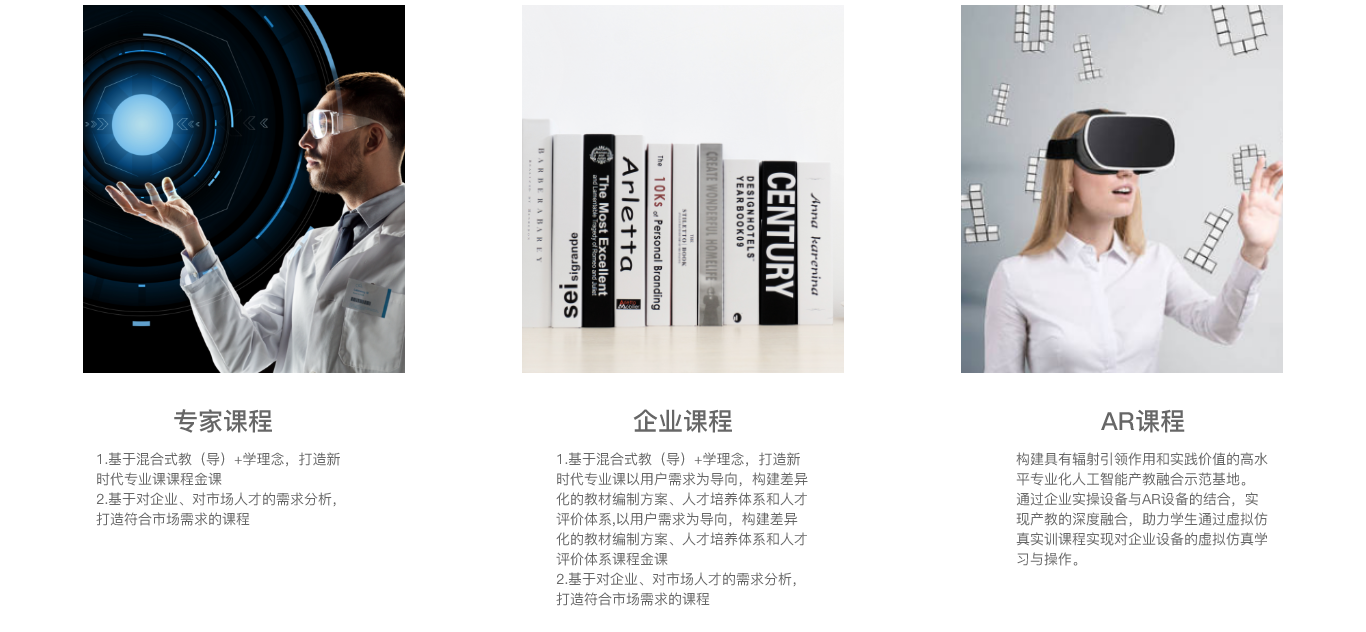 BARBERABAREY
seisigrande
The Most Excellent
and Lamentable Tragedy of Romeo and Juliet
Arletta
The 10Ks of Personal Branding
THE STILETTO BOOK
CREATE WONDERFUL HOMELIFE
DESIGNHOTELS
YEARBOOK09
CENTURY
Anna karenina
专家课程
1.基于混合式教（导）+学理念，打造新
时代专业课课程金课
2.基于对企业、对市场人才的需求分析，
打造符合市场需求的课程
企业课程
1.基于混合式教（导）+学理念，打造新
时代专业课以用户需求为导向，构建差异
化的教材编制方案、人才培养体系和人才
评价体系,以用户需求为导向，构建差异
化的教材编制方案、人才培养体系和人才
评价体系课程金课
2.基于对企业、对市场人才的需求分析，
打造符合市场需求的课程
AR课程
构建具有辐射引领作用和实践价值的高水
平专业化人工智能产教融合示范基地。
通过企业实操设备与AR设备的结合，实
现产教的深度融合，助力学生通过虚拟仿
真实训课程实现对企业设备的虚拟仿真学
习与操作。